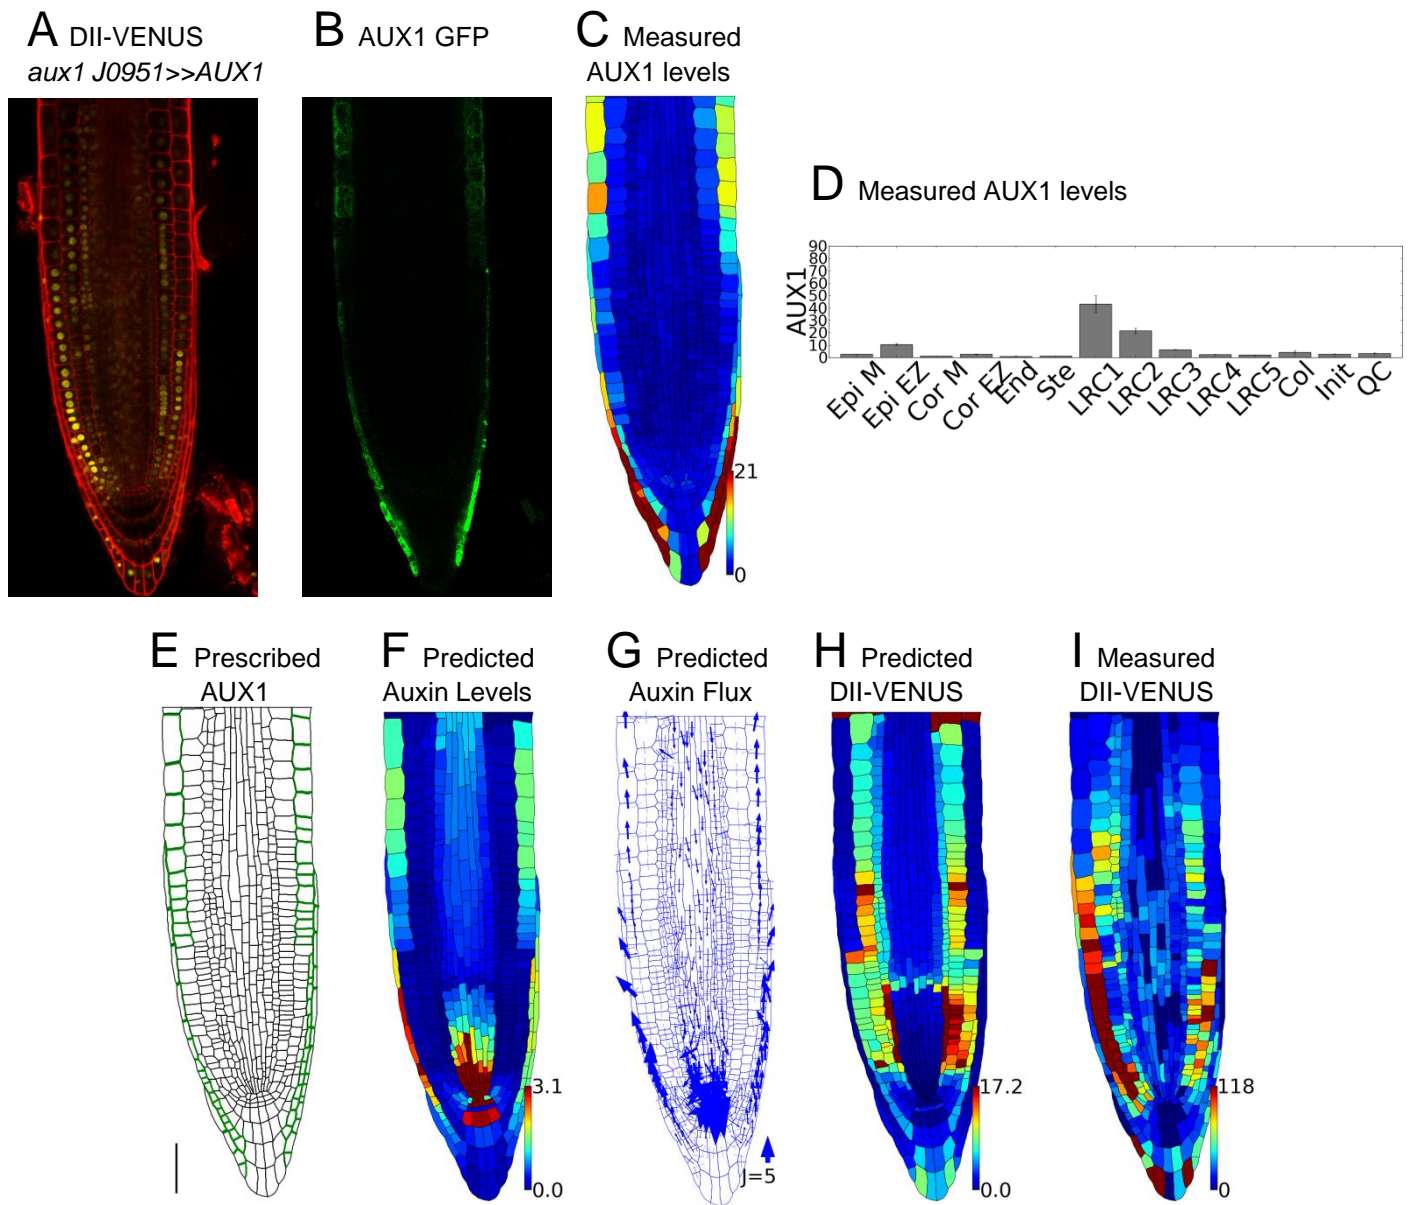 A DII-VENUS
aux1 J0951>>AUX1
B AUX1 GFP
C Measured
AUX1 levels
21
0
D Measured AUX1 levels
AUX1
90
80
70
60
50
40
30
20
10
0
Epi M
Epi EZ
Cor M
Cor EZ
End
Ste
LRC1
LRC2
LRC3
LRC4
LRC5
Col
Init
QC
E Prescribed
AUX1
F Predicted
Auxin Levels
3.1
0.0
G Predicted
Auxin Flux
J=5
H Predicted
DII-VENUS
17.2
0.0
I Measured
DII-VENUS
118
0